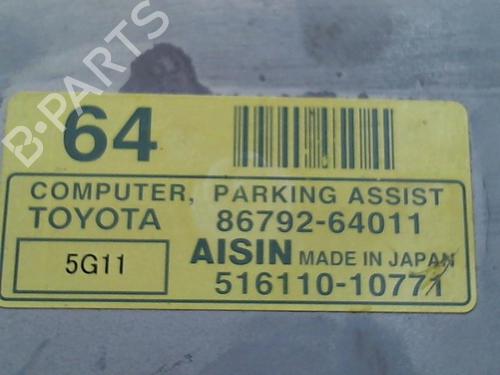 64
COMPUTER, PARKING ASSIST
TOYOTA 86792-64011
5G11
AISIN MADE IN JAPAN
516110-10771
B-PARTS